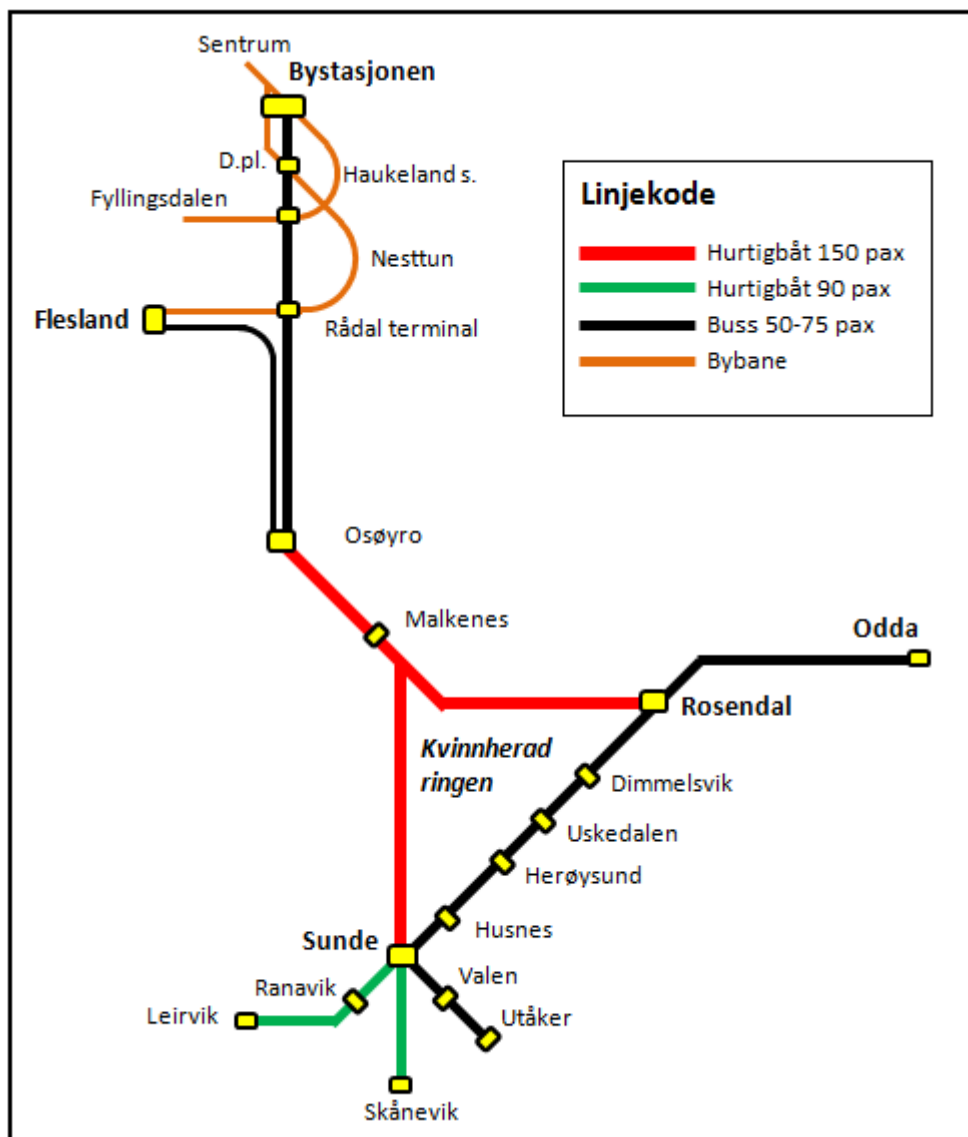 Sentrum
Bystasjonen
D.pl.
Haukeland s.
Fyllingsdalen
Nesttun
Flesland
Rådal terminal
Linjekode
Hurtigbåt 150 pax
Hurtigbåt 90 pax
Buss 50-75 pax
Bybane
Osøyro
Malkenes
Odda
Rosendal
Kvinnherad
ringen
Dimmelsvik
Uskedalen
Herøysund
Husnes
Sunde
Valen
Ranavik
Leirvik
Utåker
Skånevik